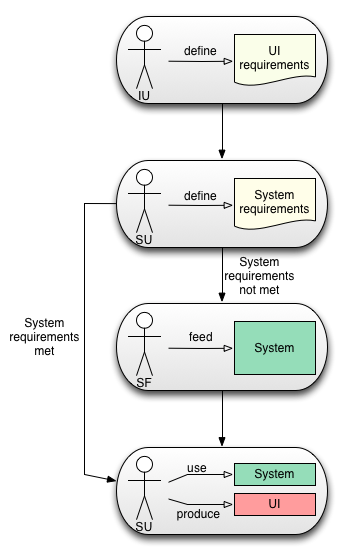 define
UI
requirements
IU
define
System
requirements
SU
System
requirements
not met
System
requirements
met
feed
System
SF
use
System
produce
UI
SU